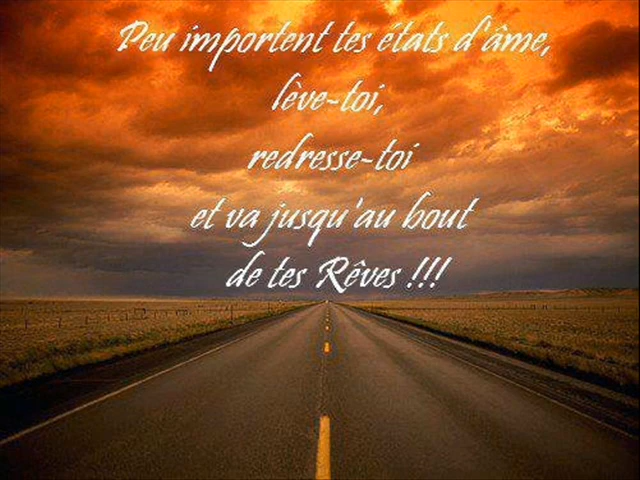 Peu importent tes états d'âme,
lève-toi,
redresse-toi
et va jusqu'au bout
de tes Rêves !!!